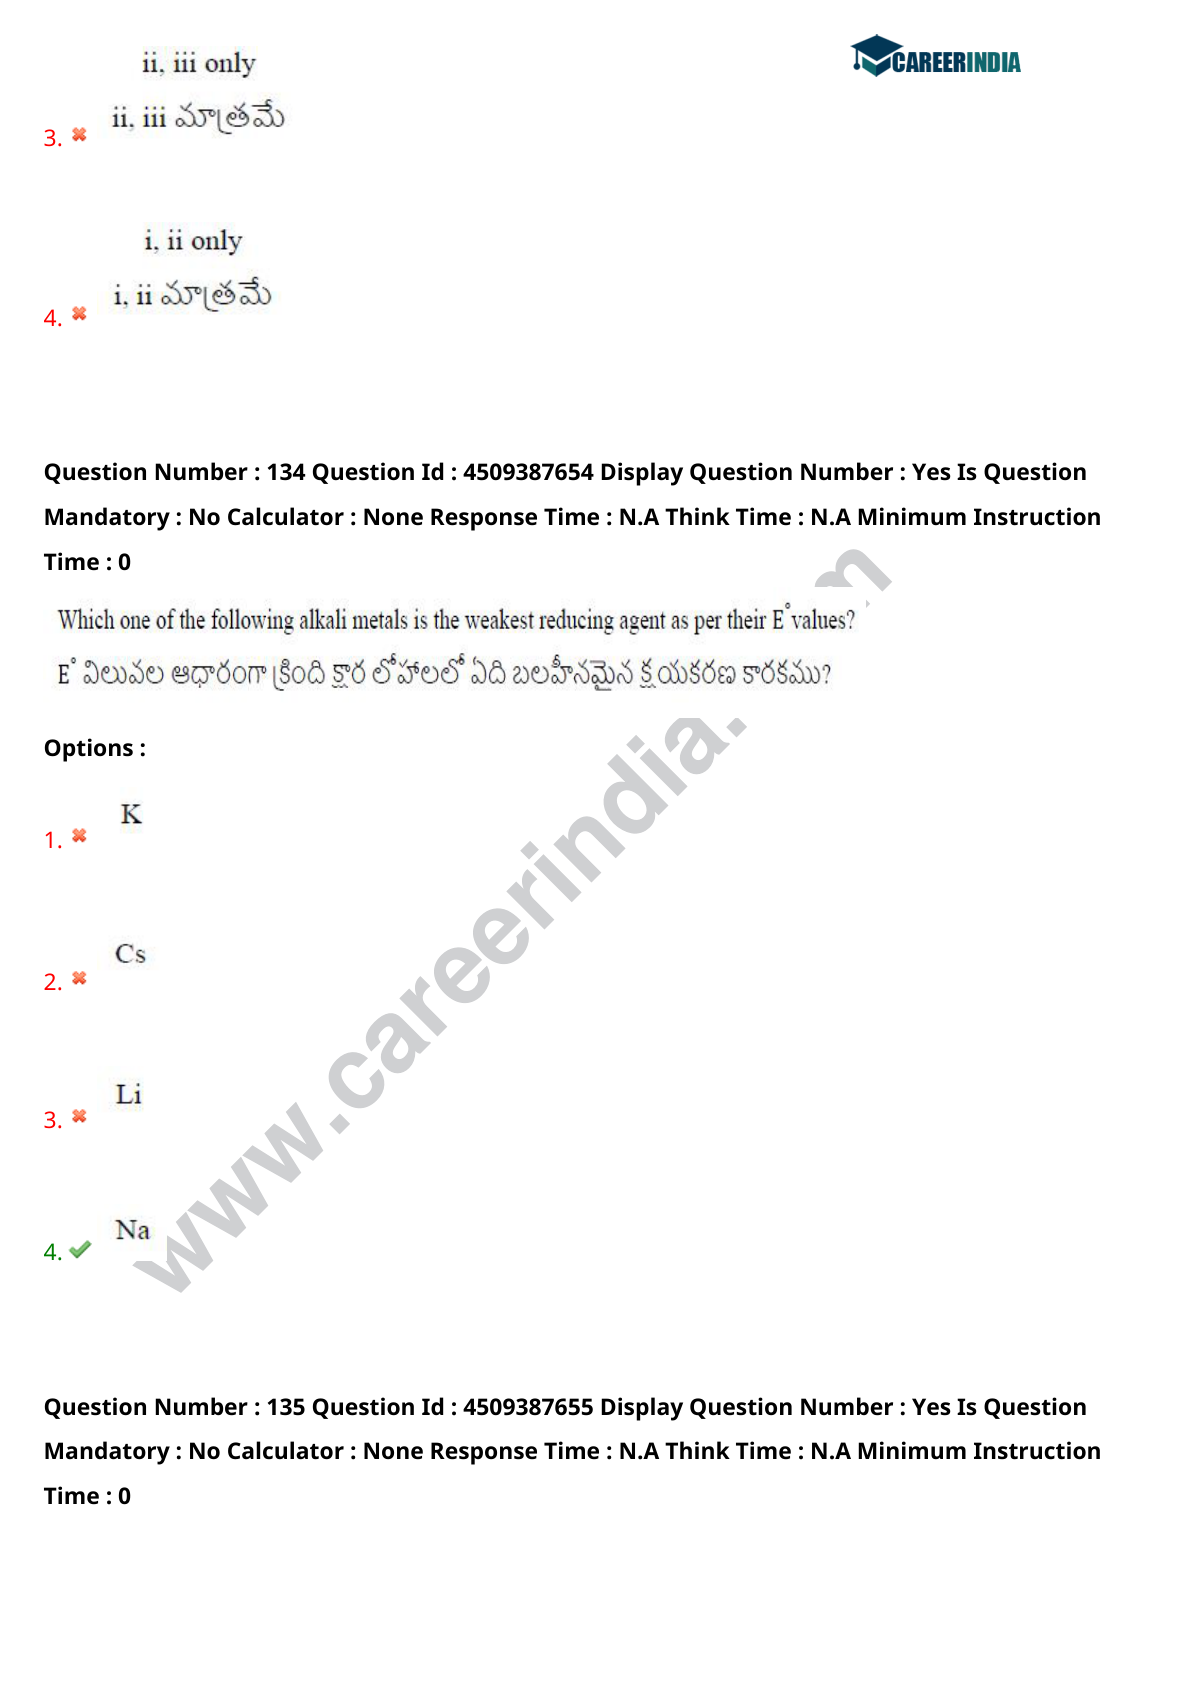 CAREERINDIA
ii, iii only
ii, iii మాత్రమే
3.
i, ii only
i, ii మాత్రమే
4.
Question Number : 134 Question Id : 4509387654 Display Question Number : Yes Is Question
Mandatory : No Calculator : None Response Time : N.A Think Time : N.A Minimum Instruction
Time : 0
Which one of the following alkali metals is the weakest reducing agent as per their E° values?
E° విలువల ఆధారంగా క్రింది క్షార లోహాలలో ఏది బలహీనమైన క్షయకరణ కారకము?
Options :
K
1.
Cs
2.
Li
3.
Na
4.
www.careerindia.
Question Number : 135 Question Id : 4509387655 Display Question Number : Yes Is Question
Mandatory : No Calculator : None Response Time : N.A Think Time : N.A Minimum Instruction
Time : 0